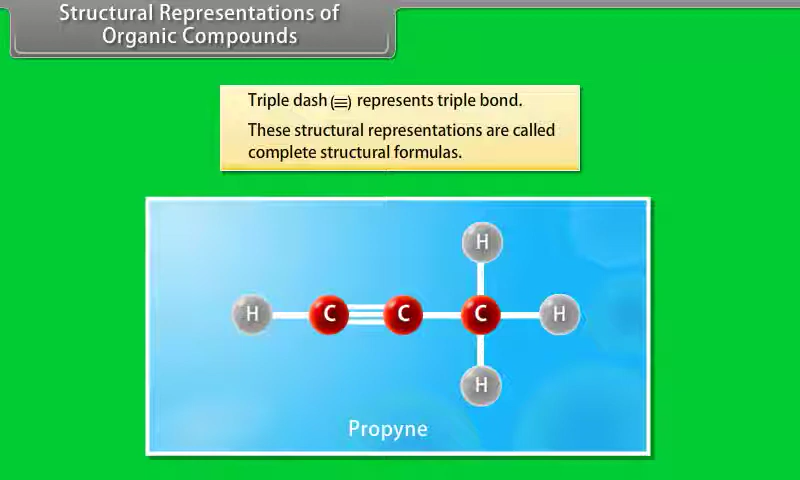 Structural Representations of
Organic Compounds
Triple dash (≡) represents triple bond.
These structural representations are called
complete structural formulas.
H
H C C C H
H
Propyne